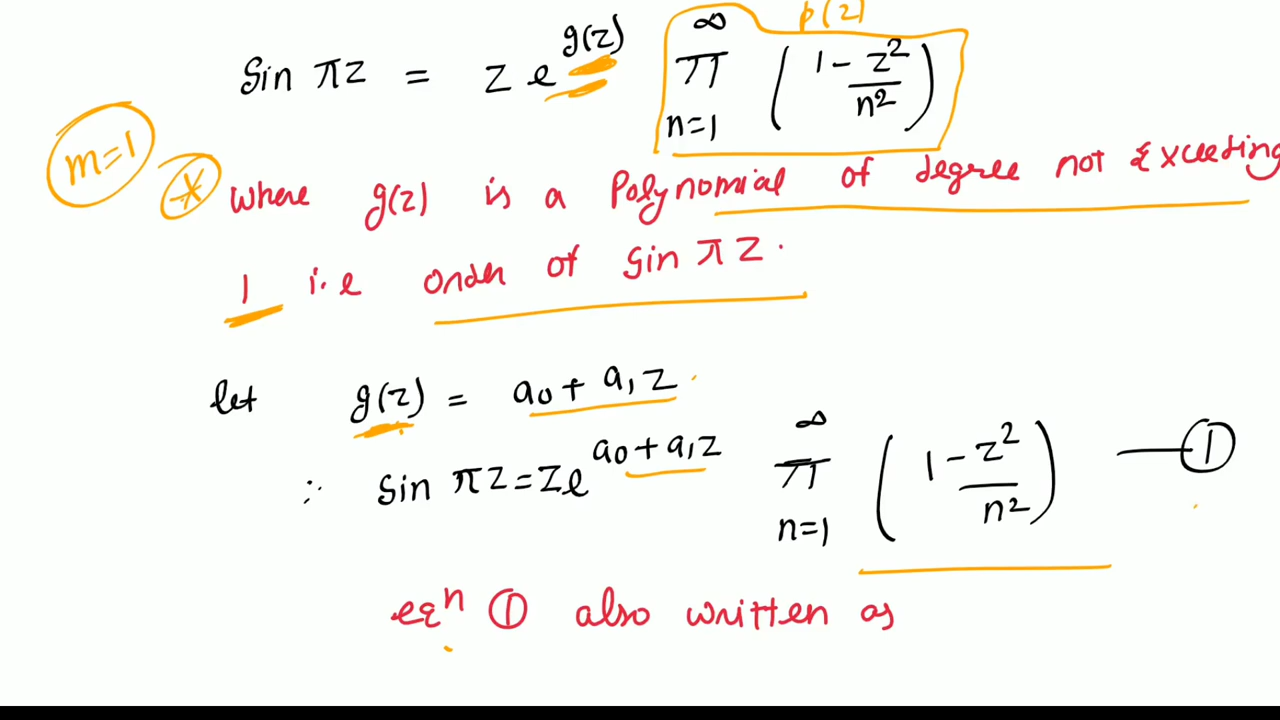 p(z)
Sin πz = z e^{g(z)} ∞ π n=1 (1 - z²/n²)
m=1
* where g(z) is a Polynomial of degree not Exceeding
1 i.e order of sin πz.
let g(z) = a₀ + a₁z
∴ sin πz = z e^{a₀ + a₁z} ∞ π n=1 (1 - z²/n²) — ①
eqⁿ ① also written as